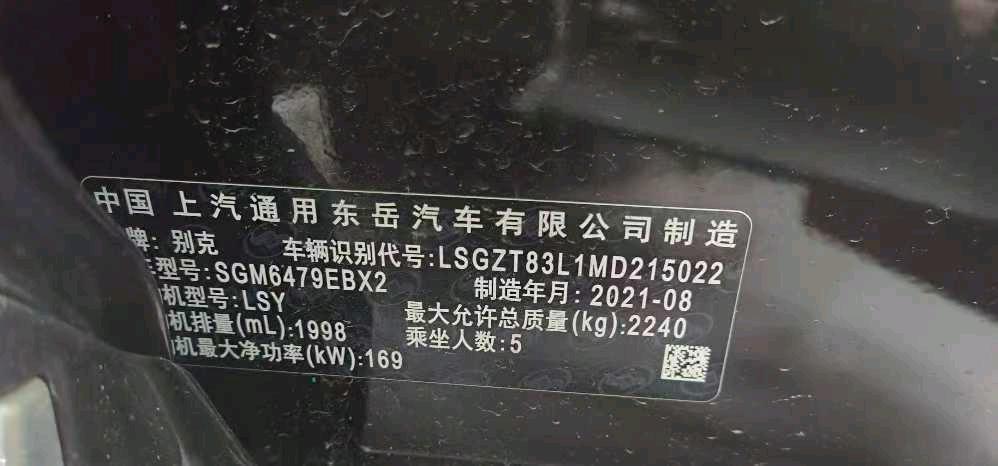 中国 上汽通用东岳汽车有限公司制造
牌: 别克 车辆识别代号:LSGZT83L1MD215022
型号:SGM6479EBX2 制造年月: 2021-08
机型号:LSY 最大允许总质量(kg):2240
机排量(mL):1998 乘坐人数:5
机最大净功率(kW):169